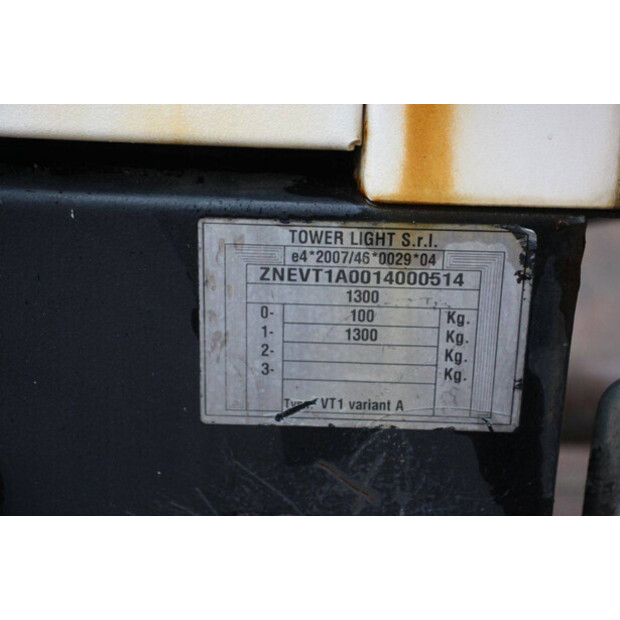 TOWER LIGHT S.r.l.
e4*2007/46*0029*04
ZNEVT1A0014000514
1300
0- 100 Kg.
1- 1300 Kg.
2- Kg.
3- Kg.
Type: VT1 variant A